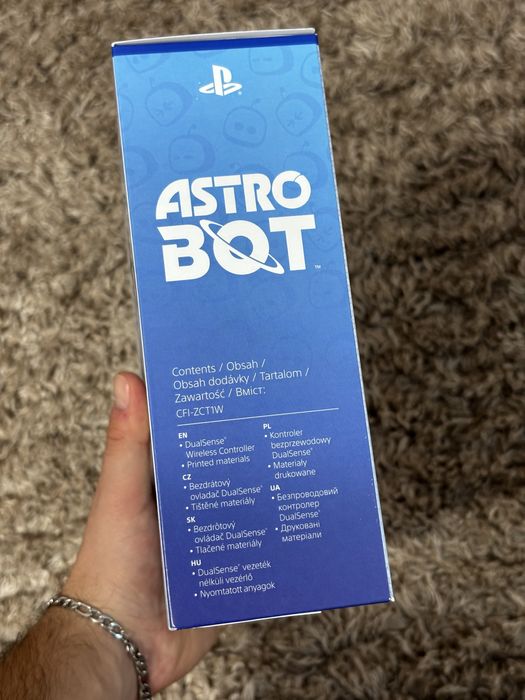 ASTRO
BOT™
Contents / Obsah /
Obsah dodávky / Tartalom /
Zawartość / Вміст:
CFI-ZCT1W
EN
• DualSense®
Wireless Controller
• Printed materials
CZ
• Bezdrátový
ovladač DualSense®
• Tištěné materiály
SK
• Bezdrôtový
ovládač DualSense®
• Tlačené materiály
HU
• DualSense® vezeték
nélküli vezérlő
• Nyomtatott anyagok
PL
• Kontroler
bezprzewodowy
DualSense®
• Materiały
drukowane
UA
• Безпроводовий
контролер
DualSense®
• Друковані
матеріали